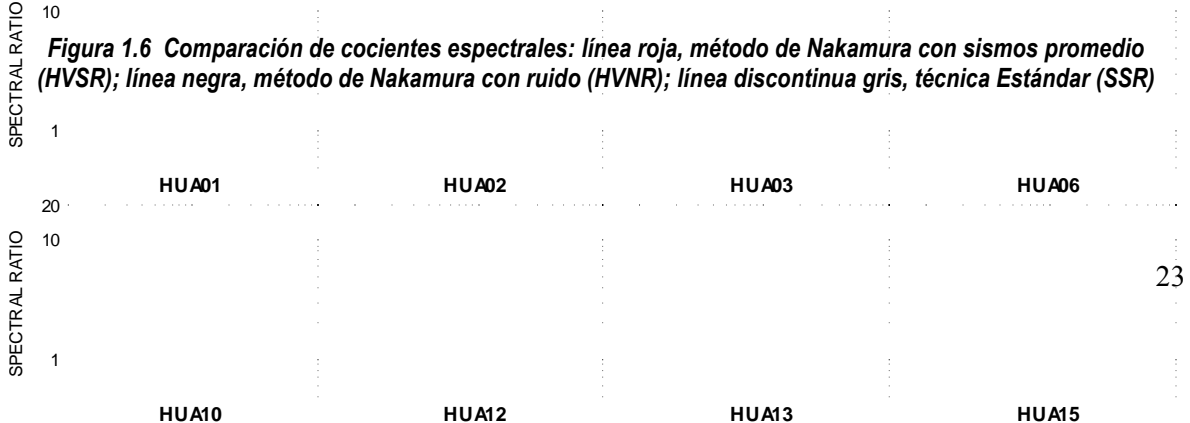 10
SPECTRAL RATIO
Figura 1.6 Comparación de cocientes espectrales: línea roja, método de Nakamura con sismos promedio
(HVSR); línea negra, método de Nakamura con ruido (HVNR); línea discontinua gris, técnica Estándar (SSR)
1
HUA01 HUA02 HUA03 HUA06
20
10
SPECTRAL RATIO
23
1
HUA10 HUA12 HUA13 HUA15